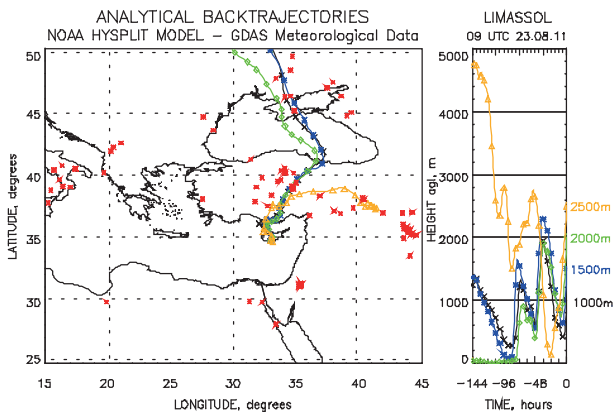 ANALYTICAL BACKTRAJECTORIES
NOAA HYSPLIT MODEL – GDAS Meteorological Data
LIMASSOL
09 UTC 23.08.11
50
45
40
35
30
25
LATITUDE, degrees
15 20 25 30 35 40 45
LONGITUDE, degrees
5000
4000
3000
2000
1000
0
HEIGHT agl, m
2500m
2000m
1500m
1000m
−144 −96 −48 0
TIME, hours